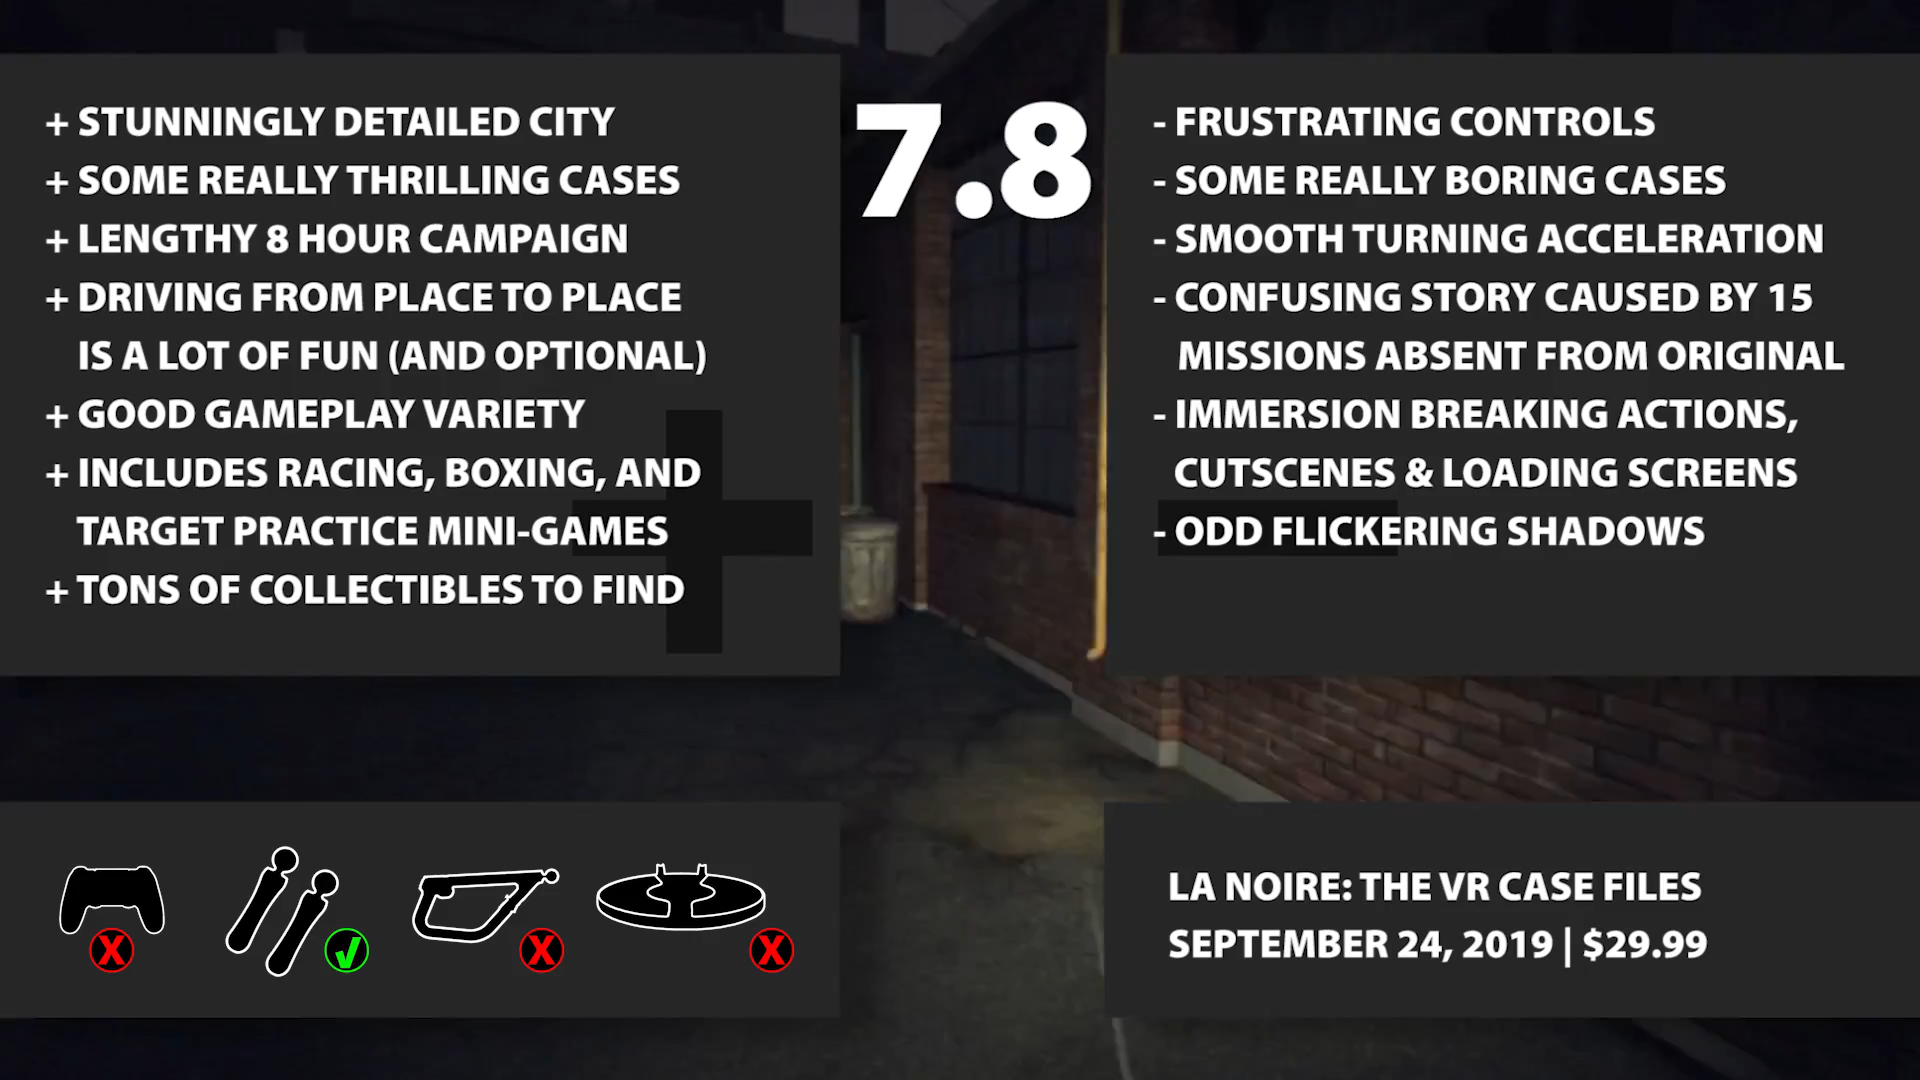 + STUNNINGLY DETAILED CITY
+ SOME REALLY THRILLING CASES
+ LENGTHY 8 HOUR CAMPAIGN
+ DRIVING FROM PLACE TO PLACE
IS A LOT OF FUN (AND OPTIONAL)
+ GOOD GAMEPLAY VARIETY
+ INCLUDES RACING, BOXING, AND
TARGET PRACTICE MINI-GAMES
+ TONS OF COLLECTIBLES TO FIND
7.8
- FRUSTRATING CONTROLS
- SOME REALLY BORING CASES
- SMOOTH TURNING ACCELERATION
- CONFUSING STORY CAUSED BY 15
MISSIONS ABSENT FROM ORIGINAL
- IMMERSION BREAKING ACTIONS,
CUTSCENES & LOADING SCREENS
- ODD FLICKERING SHADOWS
LA NOIRE: THE VR CASE FILES
SEPTEMBER 24, 2019 | $29.99